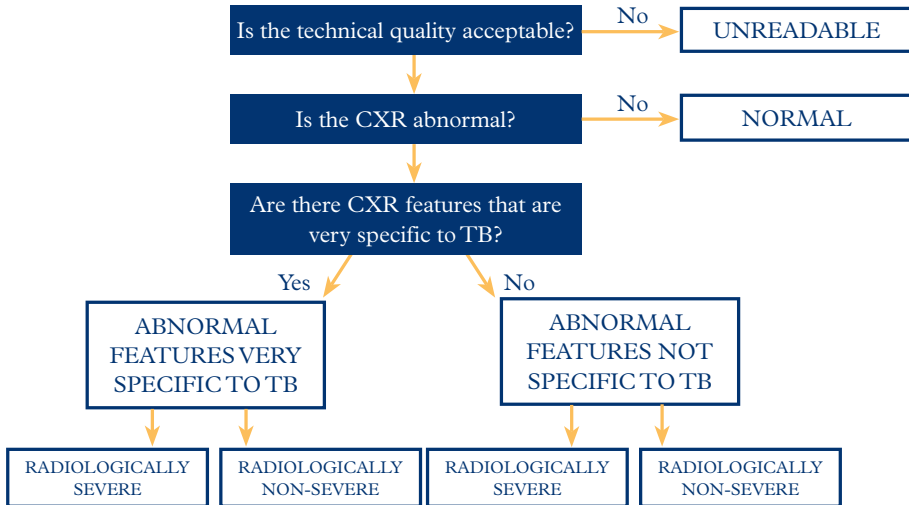 Is the technical quality acceptable?
No
UNREADABLE
Is the CXR abnormal?
No
NORMAL
Are there CXR features that are
very specific to TB?
Yes
No
ABNORMAL
FEATURES VERY
SPECIFIC TO TB
ABNORMAL
FEATURES NOT
SPECIFIC TO TB
RADIOLOGICALLY
SEVERE
RADIOLOGICALLY
NON-SEVERE
RADIOLOGICALLY
SEVERE
RADIOLOGICALLY
NON-SEVERE